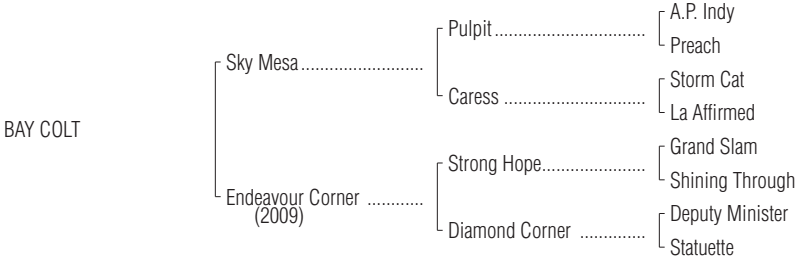 A.P. Indy
Pulpit..............................
Preach
Sky Mesa........................
Storm Cat
Caress ............................
La Affirmed
BAY COLT
Grand Slam
Strong Hope....................
Shining Through
Endeavour Corner ............
(2009)
Deputy Minister
Diamond Corner ..............
Statuette